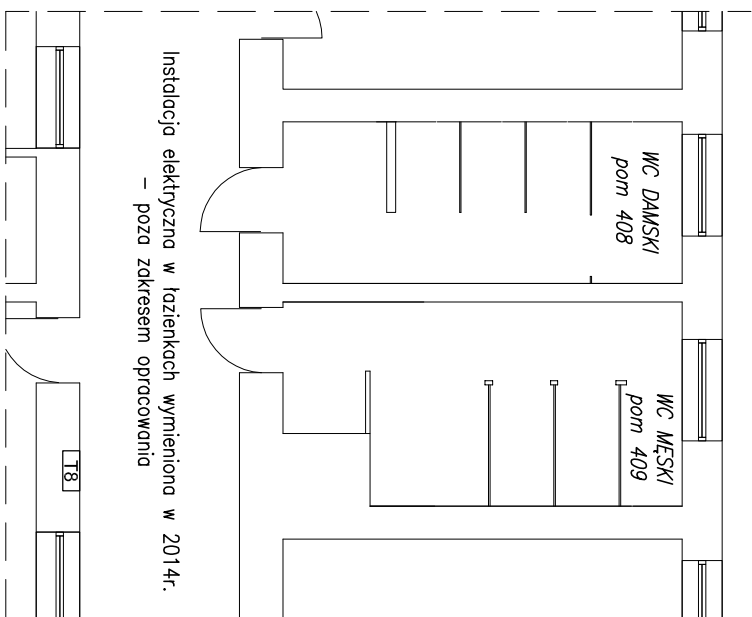 WC DAMSKI
pom 408
WC MĘSKI
pom 409
Instalacja elektryczna w łazienkach wymieniona w 2014r.
– poza zakresem opracowania
T8